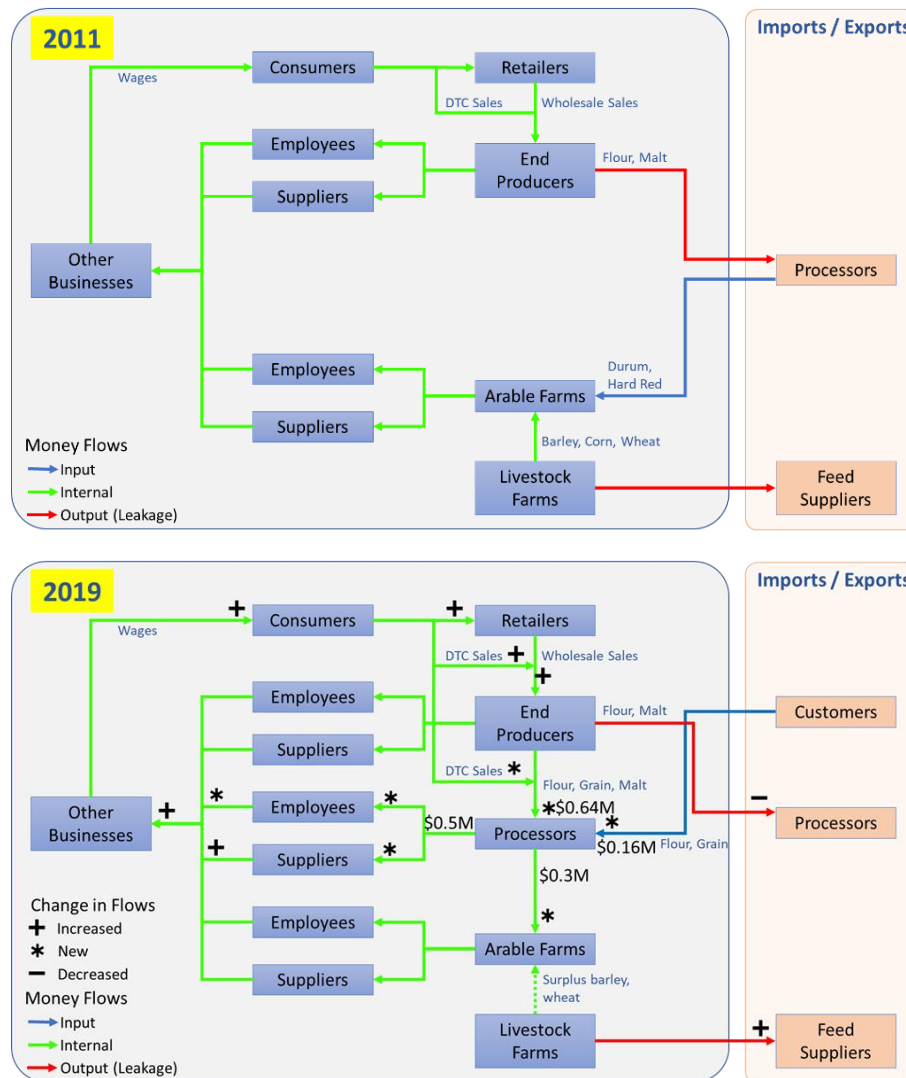 2011
Imports / Exports
Consumers
Retailers
Wages
DTC Sales
Wholesale Sales
Employees
End
Producers
Flour, Malt
Suppliers
Other
Businesses
Processors
Employees
Durum,
Hard Red
Arable Farms
Suppliers
Barley, Corn, Wheat
Money Flows
Input
Internal
Output (Leakage)
Livestock
Farms
Feed
Suppliers
2019
Imports / Exports
+
+
Consumers
Retailers
Wages
DTC Sales +
Wholesale Sales
+
Employees
End
Producers
Flour, Malt
Customers
Suppliers
DTC Sales *
Flour, Grain, Malt
Other
Businesses
+
*
Employees
*
$0.5M
*$0.64M
*
−
Processors
Processors
$0.16M
Flour, Grain
+
Suppliers
*
$0.3M
Change in Flows
+ Increased
* New
− Decreased
Employees
*
Arable Farms
Suppliers
Surplus barley,
wheat
Money Flows
Input
Internal
Output (Leakage)
Livestock
Farms
+
Feed
Suppliers